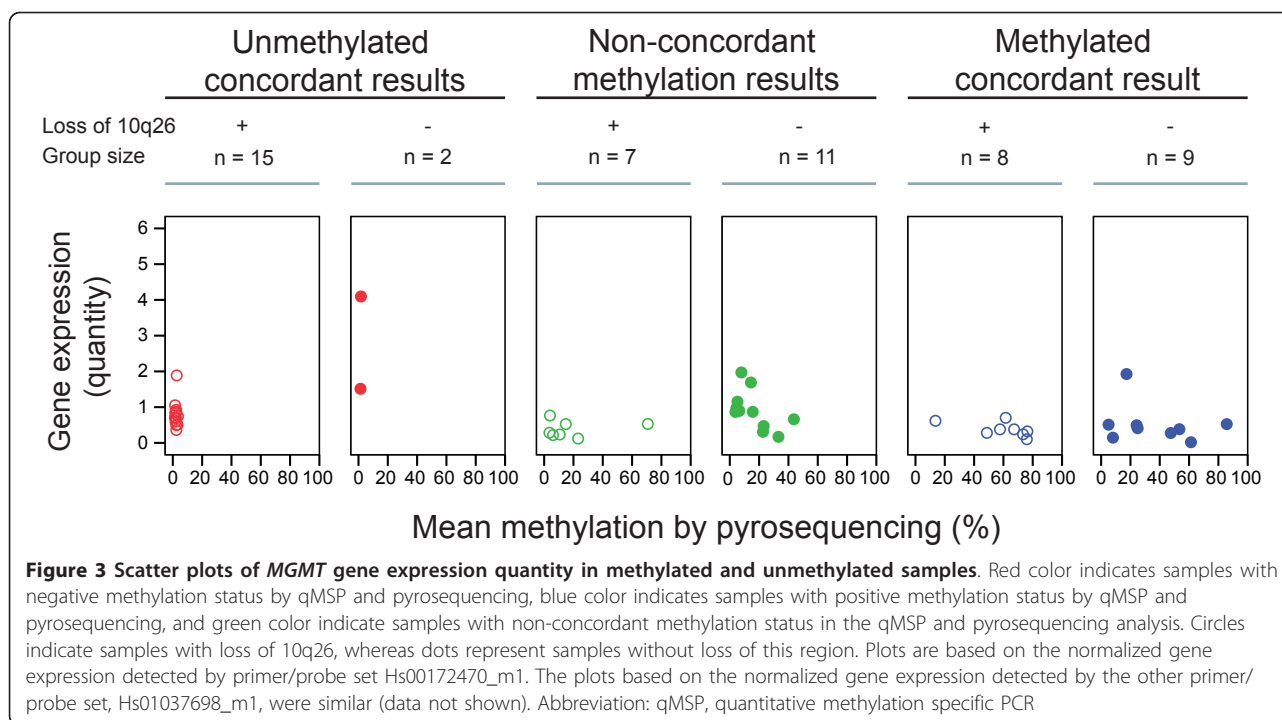 Unmethylated concordant results
Non-concordant methylation results
Methylated concordant result
Loss of 10q26 + - + - + -
Group size n = 15 n = 2 n = 7 n = 11 n = 8 n = 9
Gene expression (quantity)
6
5
4
3
2
1
0
0 20 40 60 80 100 0 20 40 60 80 100 0 20 40 60 80 100 0 20 40 60 80 100 0 20 40 60 80 100 0 20 40 60 80 100
Mean methylation by pyrosequencing (%)
Figure 3 Scatter plots of MGMT gene expression quantity in methylated and unmethylated samples. Red color indicates samples with
negative methylation status by qMSP and pyrosequencing, blue color indicates samples with positive methylation status by qMSP and
pyrosequencing, and green color indicate samples with non-concordant methylation status in the qMSP and pyrosequencing analysis. Circles
indicate samples with loss of 10q26, whereas dots represent samples without loss of this region. Plots are based on the normalized gene
expression detected by primer/probe set Hs00172470_m1. The plots based on the normalized gene expression detected by the other primer/
probe set, Hs01037698_m1, were similar (data not shown). Abbreviation: qMSP, quantitative methylation specific PCR